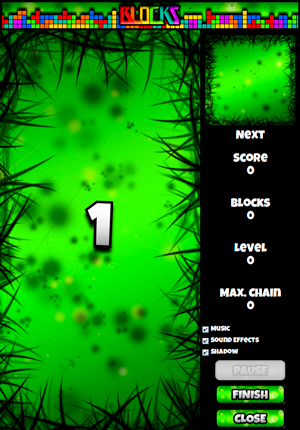 BLOCKS
1
NEXT
SCORE
0
BLOCKS
0
LEVEL
0
MAX. CHAIN
0
MUSIC
SOUND EFFECTS
SHADOW
PAUSE
FINISH
CLOSE